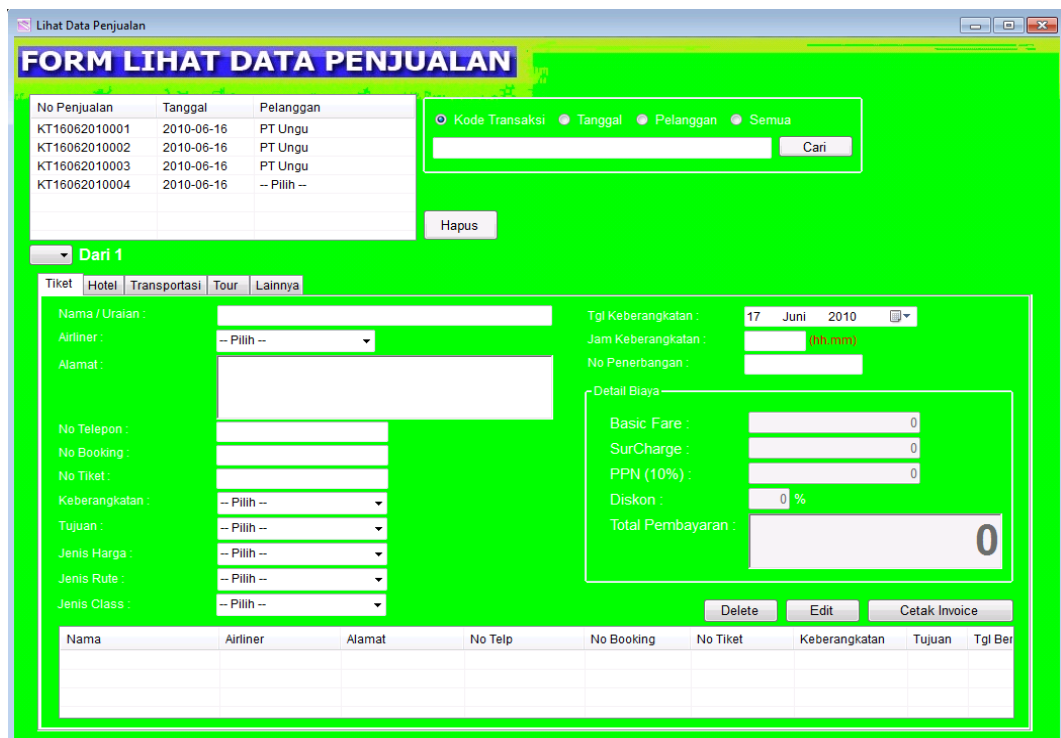 Lihat Data Penjualan
FORM LIHAT DATA PENJUALAN
No Penjualan Tanggal Pelanggan
KT16062010001 2010-06-16 PT Ungu
KT16062010002 2010-06-16 PT Ungu
KT16062010003 2010-06-16 PT Ungu
KT16062010004 2010-06-16 -- Pilih --
Kode Transaksi Tanggal Pelanggan Semua
Cari
Hapus
Dari 1
Tiket Hotel Transportasi Tour Lainnya
Nama / Uraian :
Airliner : -- Pilih --
Alamat :
No Telepon :
No Booking :
No Tiket :
Keberangkatan : -- Pilih --
Tujuan : -- Pilih --
Jenis Harga : -- Pilih --
Jenis Rute : -- Pilih --
Jenis Class : -- Pilih --
Tgl Keberangkatan : 17 Juni 2010
Jam Keberangkatan : (hh.mm)
No Penerbangan :
Detail Biaya
Basic Fare : 0
SurCharge : 0
PPN (10%) : 0
Diskon : 0 %
Total Pembayaran : 0
Delete Edit Cetak Invoice
Nama Airliner Alamat No Telp No Booking No Tiket Keberangkatan Tujuan Tgl Ber